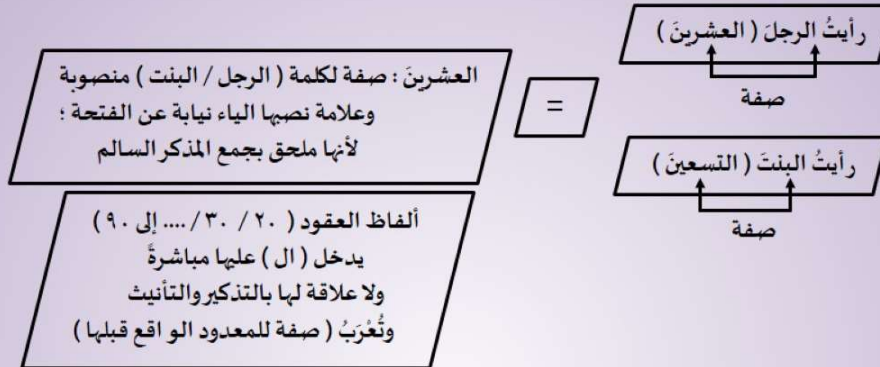 رأيتُ الرجلَ ( العشرينَ )
صفة
رأيتُ البنتَ ( التسعينَ )
صفة
=
العشرينَ : صفة لكلمة ( الرجل / البنت ) منصوبة
وعلامة نصبها الياء نيابة عن الفتحة ؛
لأنها ملحق بجمع المذكر السالم
ألفاظ العقود ( ٢٠ / ٣٠ / .... إلى ٩٠ )
يدخل ( ال ) عليها مباشرةً
ولا علاقة لها بالتذكير والتأنيث
وتُعْرَبُ ( صفة للمعدود الواقع قبلها )